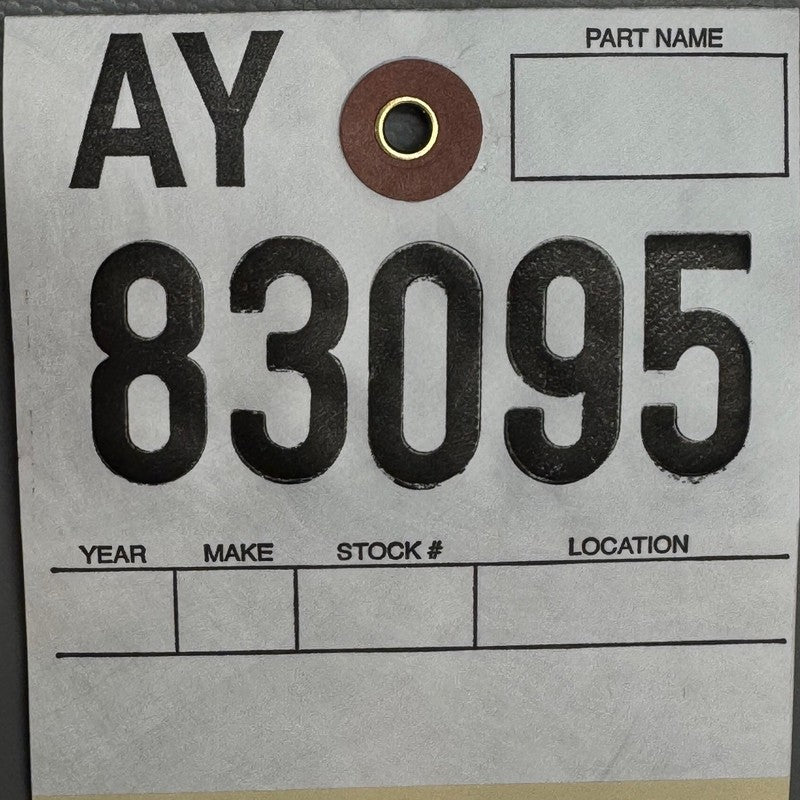 AY
PART NAME
83095
YEAR MAKE STOCK # LOCATION